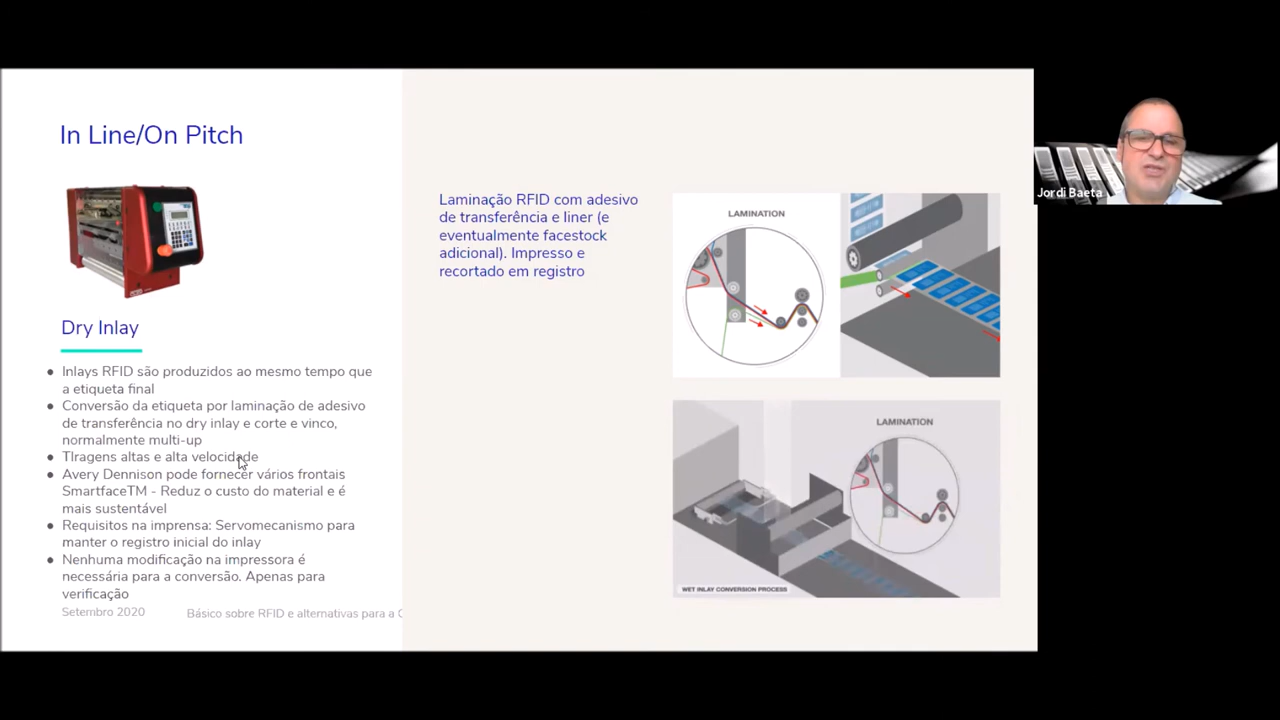 In Line/On Pitch
Dry Inlay
● Inlays RFID são produzidos ao mesmo tempo que
a etiqueta final
● Conversão da etiqueta por laminação de adesivo
de transferência no dry inlay e corte e vinco,
normalmente multi-up
● TIragens altas e alta velocidade
● Avery Dennison pode fornecer vários frontais
SmartfaceTM - Reduz o custo do material e é
mais sustentável
● Requisitos na imprensa: Servomecanismo para
manter o registro inicial do inlay
● Nenhuma modificação na impressora é
necessária para a conversão. Apenas para
verificação
Setembro 2020
Básico sobre RFID e alternativas para a C
Laminação RFID com adesivo
de transferência e liner (e
eventualmente facestock
adicional). Impresso e
recortado em registro
LAMINATION
LAMINATION
WET INLAY CONVERSION PROCESS
Jordi Baeta